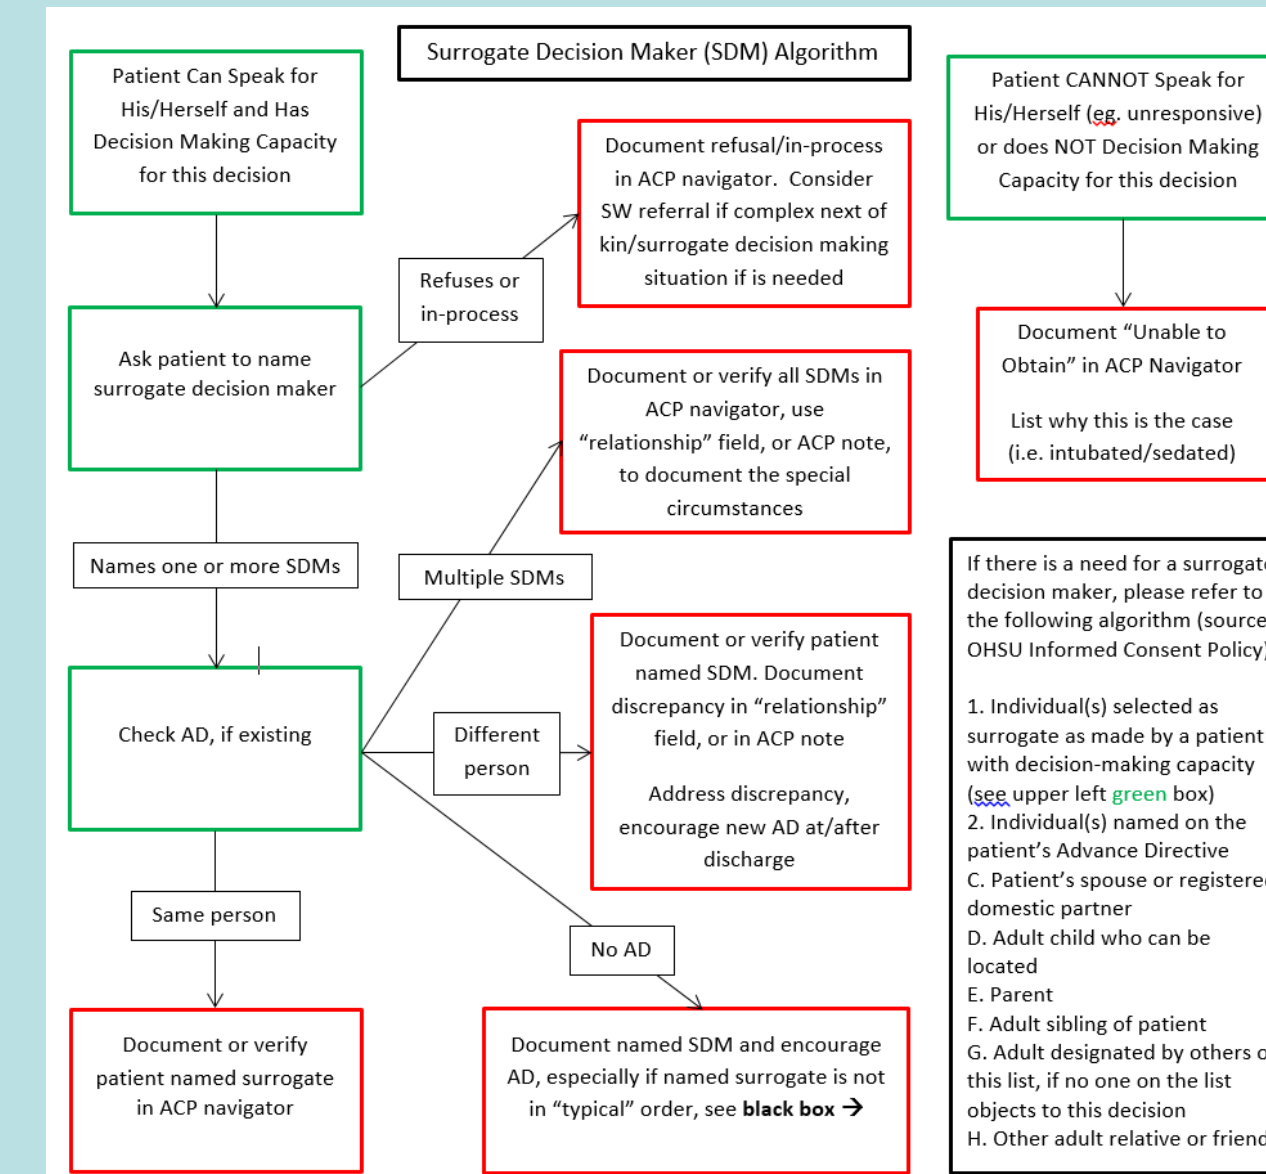 Surrogate Decision Maker (SDM) Algorithm
Patient Can Speak for
His/Herself and Has
Decision Making Capacity
for this decision
Ask patient to name
surrogate decision maker
Refuses or
in-process
Document refusal/in-process
in ACP navigator. Consider
SW referral if complex next of
kin/surrogate decision making
situation if is needed
Names one or more SDMs
Check AD, if existing
Multiple SDMs
Document or verify all SDMs in
ACP navigator, use
“relationship” field, or ACP note,
to document the special
circumstances
Different
person
Document or verify patient
named SDM. Document
discrepancy in “relationship”
field, or in ACP note
Address discrepancy,
encourage new AD at/after
discharge
Same person
Document or verify
patient named surrogate
in ACP navigator
No AD
Document named SDM and encourage
AD, especially if named surrogate is not
in “typical” order, see black box →
Patient CANNOT Speak for
His/Herself (eg. unresponsive)
or does NOT Decision Making
Capacity for this decision
Document “Unable to
Obtain” in ACP Navigator
List why this is the case
(i.e. intubated/sedated)
If there is a need for a surrogate
decision maker, please refer to
the following algorithm (source
OHSU Informed Consent Policy)
1. Individual(s) selected as
surrogate as made by a patient
with decision-making capacity
(see upper left green box)
2. Individual(s) named on the
patient’s Advance Directive
C. Patient’s spouse or registered
domestic partner
D. Adult child who can be
located
E. Parent
F. Adult sibling of patient
G. Adult designated by others
this list, if no one on the list
objects to this decision
H. Other adult relative or friend